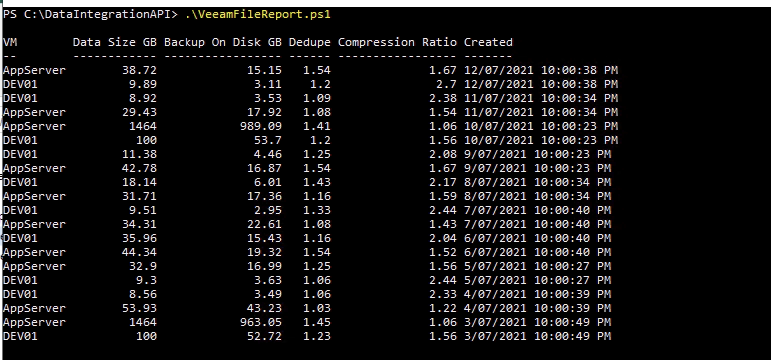 PS C:\DataIntegrationAPI> .\VeeamFileReport.ps1
VM Data Size GB Backup On Disk GB Dedupe Compression Ratio Created
-- ------------ ----------------- ------ ----------------- -------
AppServer 38.72 15.15 1.54 1.67 12/07/2021 10:00:38 PM
DEV01 9.89 3.11 1.2 2.7 12/07/2021 10:00:38 PM
DEV01 8.92 3.53 1.09 2.38 11/07/2021 10:00:34 PM
AppServer 29.43 17.92 1.08 1.54 11/07/2021 10:00:34 PM
AppServer 1464 989.09 1.41 1.06 10/07/2021 10:00:23 PM
DEV01 100 53.7 1.2 1.56 10/07/2021 10:00:23 PM
DEV01 11.38 4.46 1.25 2.08 9/07/2021 10:00:23 PM
AppServer 42.78 16.87 1.54 1.67 9/07/2021 10:00:23 PM
DEV01 18.14 6.01 1.43 2.17 8/07/2021 10:00:34 PM
AppServer 31.71 17.36 1.16 1.59 8/07/2021 10:00:34 PM
DEV01 9.51 2.95 1.33 2.44 7/07/2021 10:00:40 PM
AppServer 34.31 22.61 1.08 1.43 7/07/2021 10:00:40 PM
DEV01 35.96 15.43 1.16 2.04 6/07/2021 10:00:40 PM
AppServer 44.34 19.32 1.54 1.52 6/07/2021 10:00:40 PM
AppServer 32.9 16.99 1.25 1.56 5/07/2021 10:00:27 PM
DEV01 9.3 3.63 1.06 2.44 5/07/2021 10:00:27 PM
DEV01 8.56 3.49 1.06 2.33 4/07/2021 10:00:39 PM
AppServer 53.93 43.23 1.03 1.22 4/07/2021 10:00:39 PM
AppServer 1464 963.05 1.45 1.06 3/07/2021 10:00:49 PM
DEV01 100 52.72 1.23 1.56 3/07/2021 10:00:49 PM